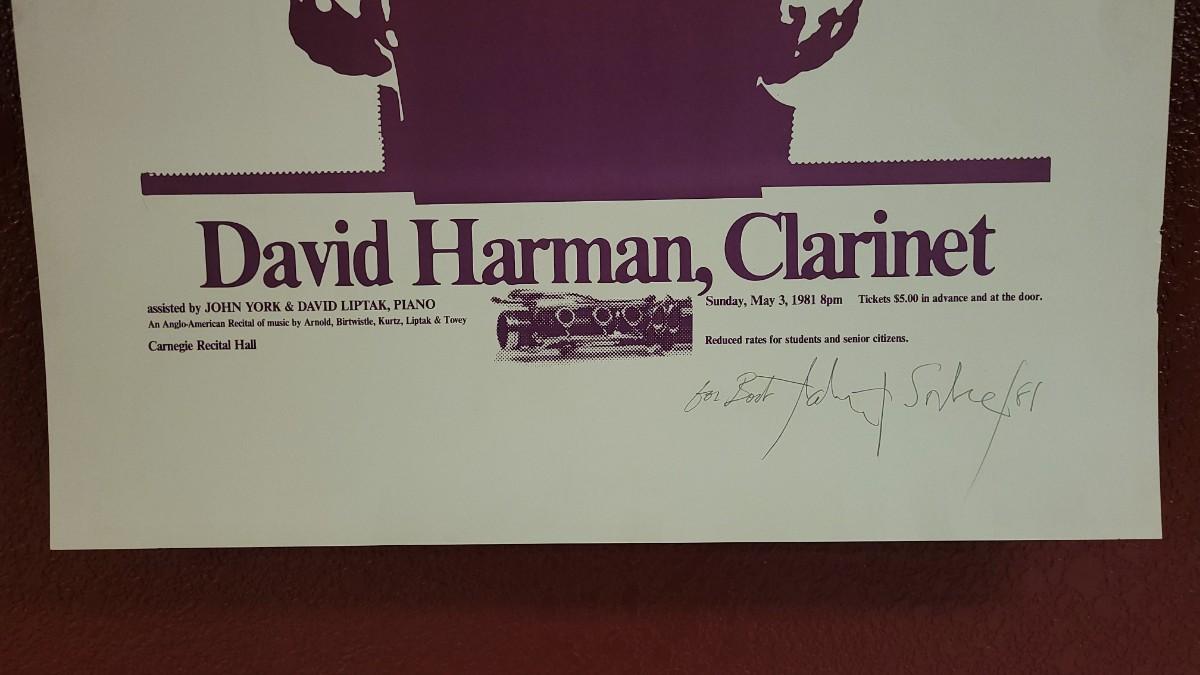 David Harman, Clarinet
assisted by JOHN YORK & DAVID LIPTAK, PIANO
An Anglo-American Recital of music by Arnold, Birtwistle, Kurtz, Liptak & Tovey
Carnegie Recital Hall
Sunday, May 3, 1981 8pm Tickets $5.00 in advance and at the door.
Reduced rates for students and senior citizens.
for